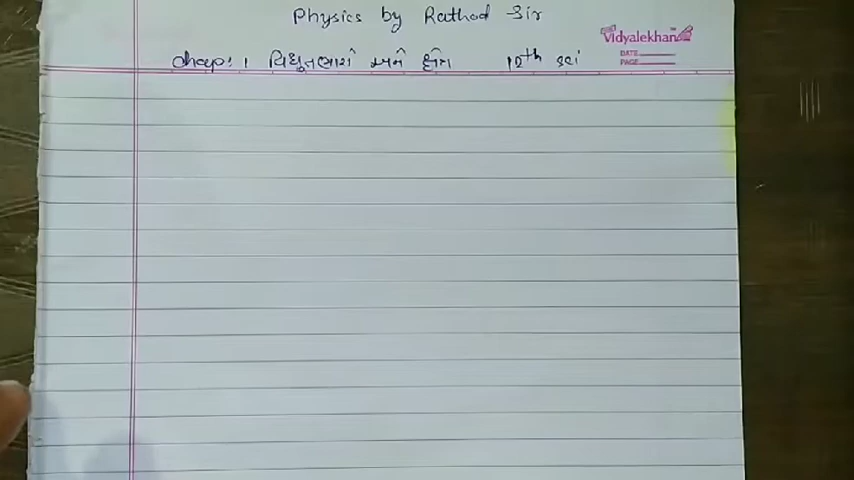 Physics by Rathod Sir
Vidyalekhan
DATE
PAGE
chap: 1 વિધુતભારો અને ક્ષેત્રો 12th sci